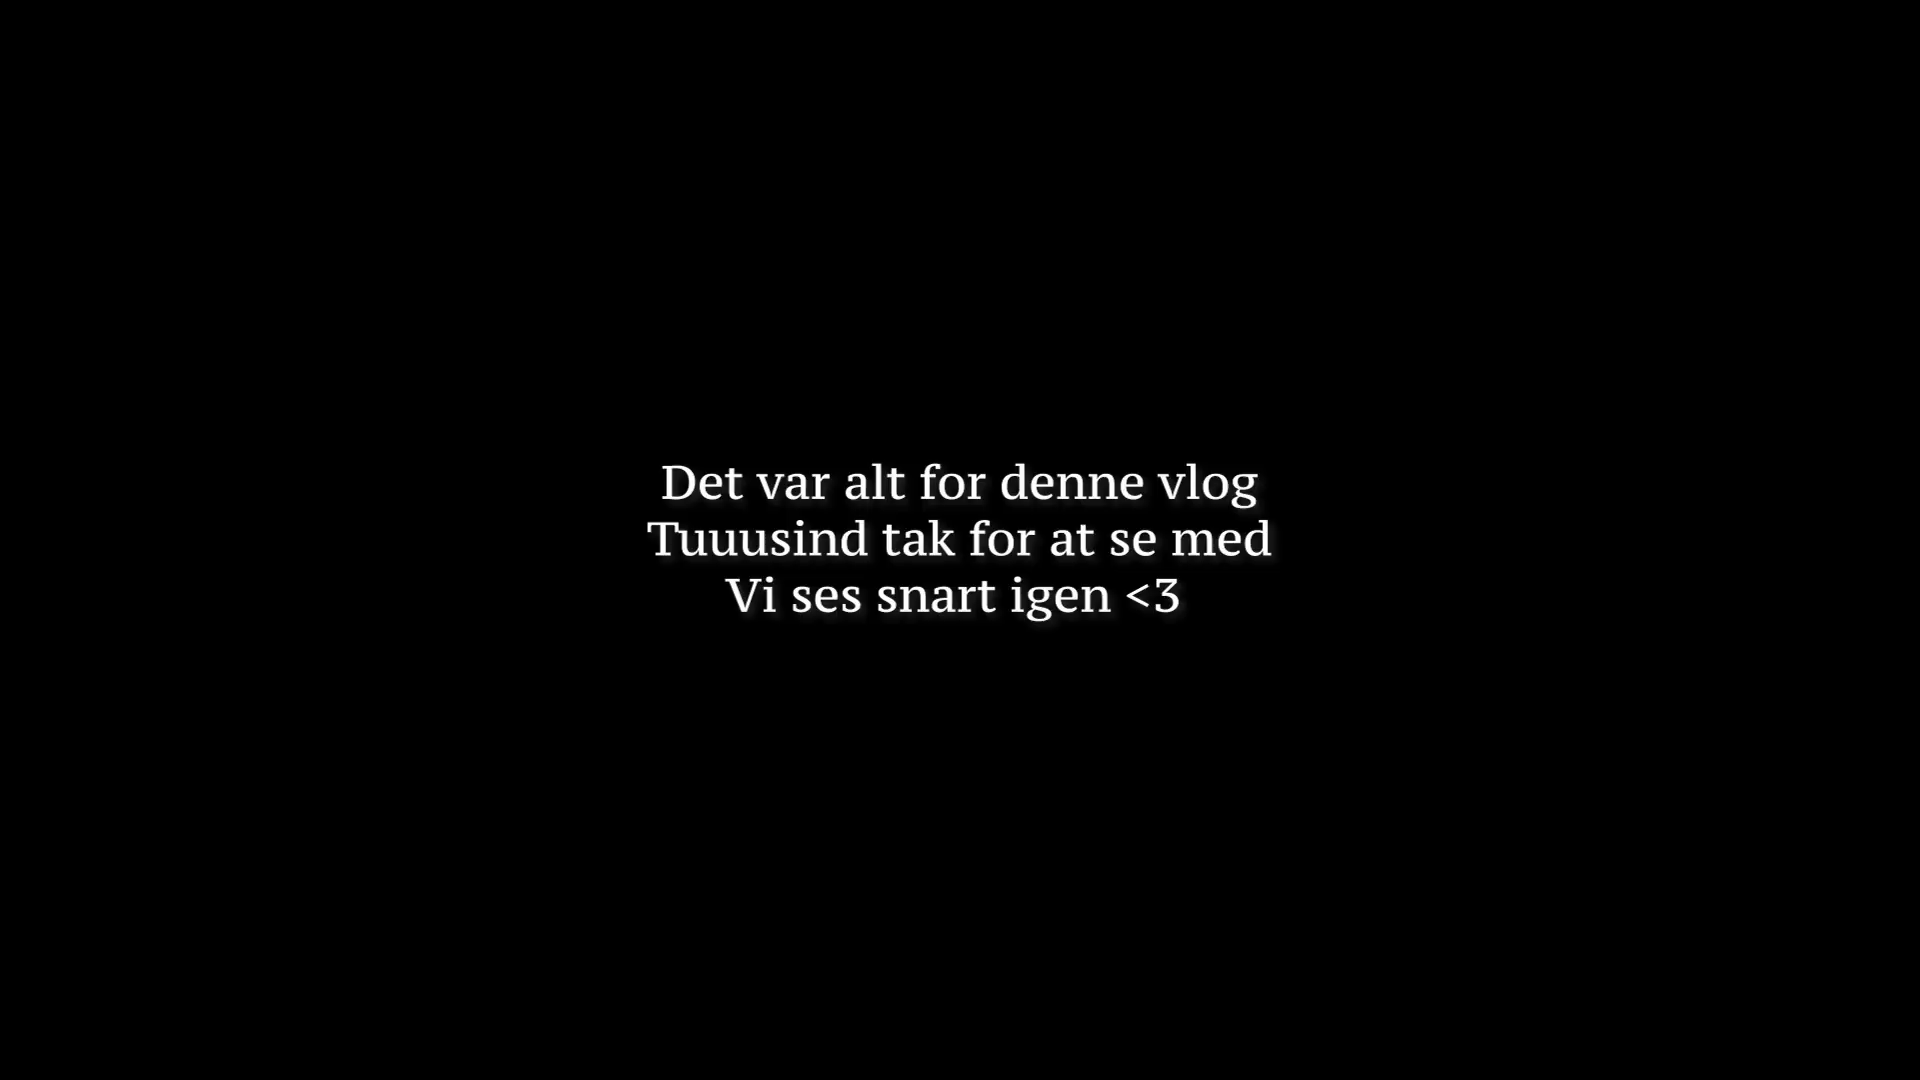 Det var alt for denne vlog
Tuuusind tak for at se med
Vi ses snart igen <3